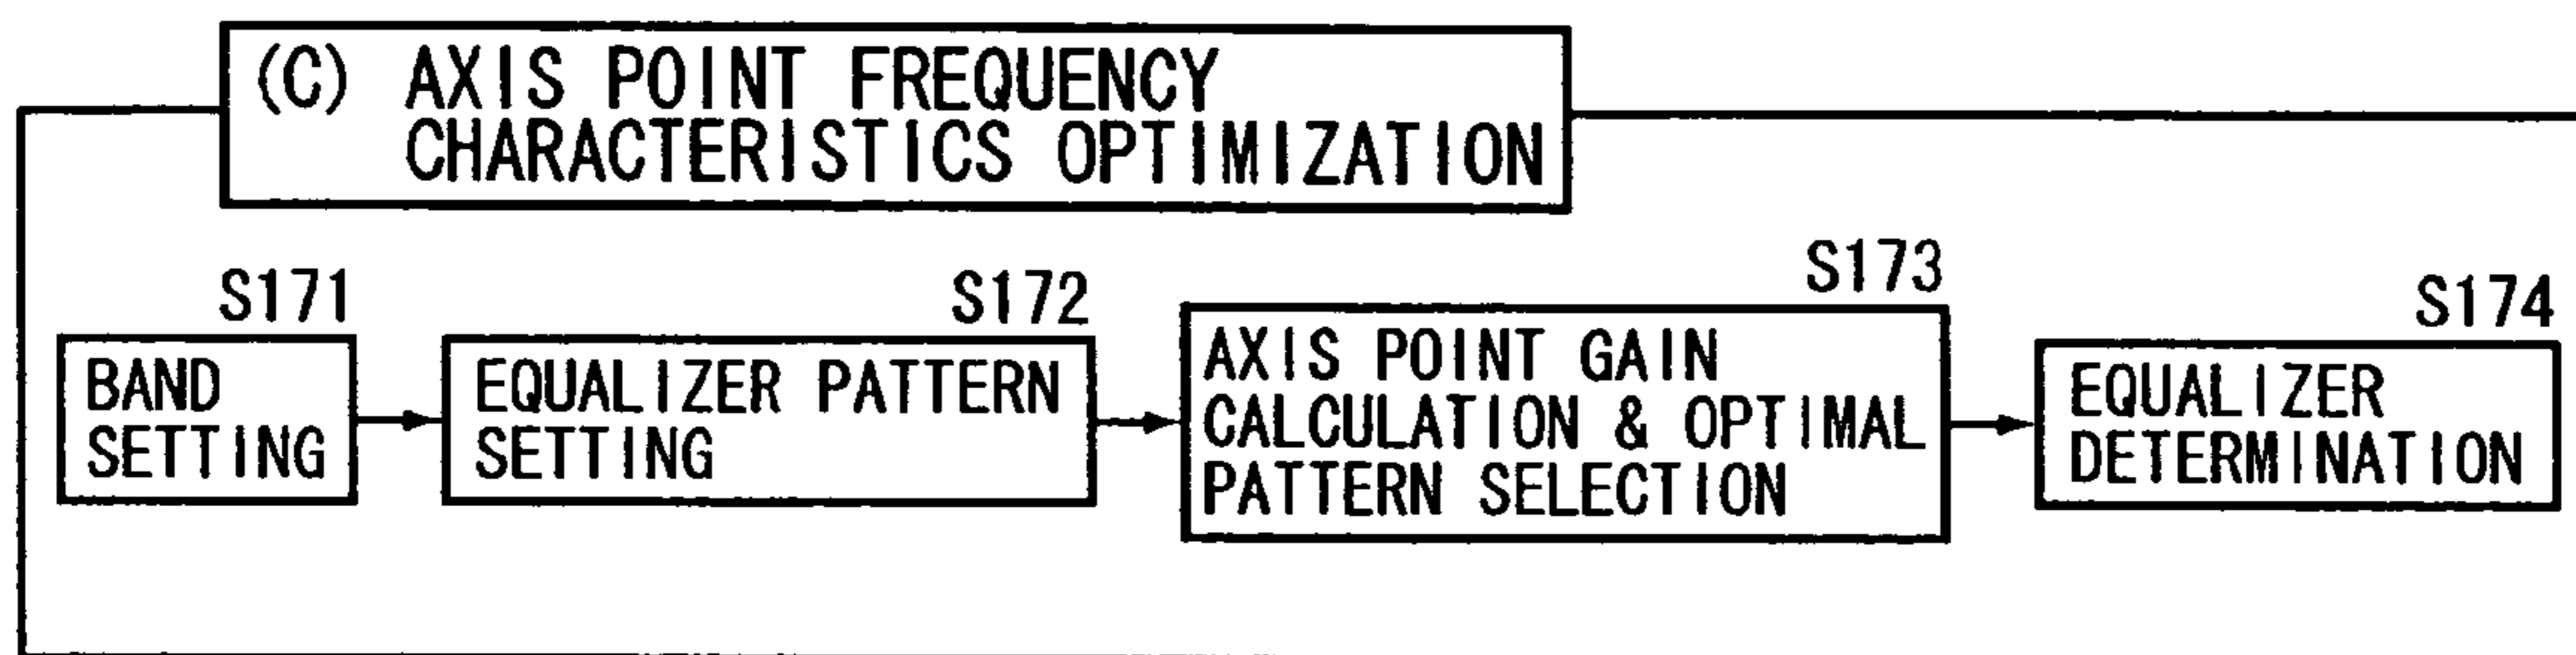 (C) AXIS POINT FREQUENCY
CHARACTERISTICS OPTIMIZATION
S171
BAND
SETTING
S172
EQUALIZER PATTERN
SETTING
S173
AXIS POINT GAIN
CALCULATION & OPTIMAL
PATTERN SELECTION
S174
EQUALIZER
DETERMINATION